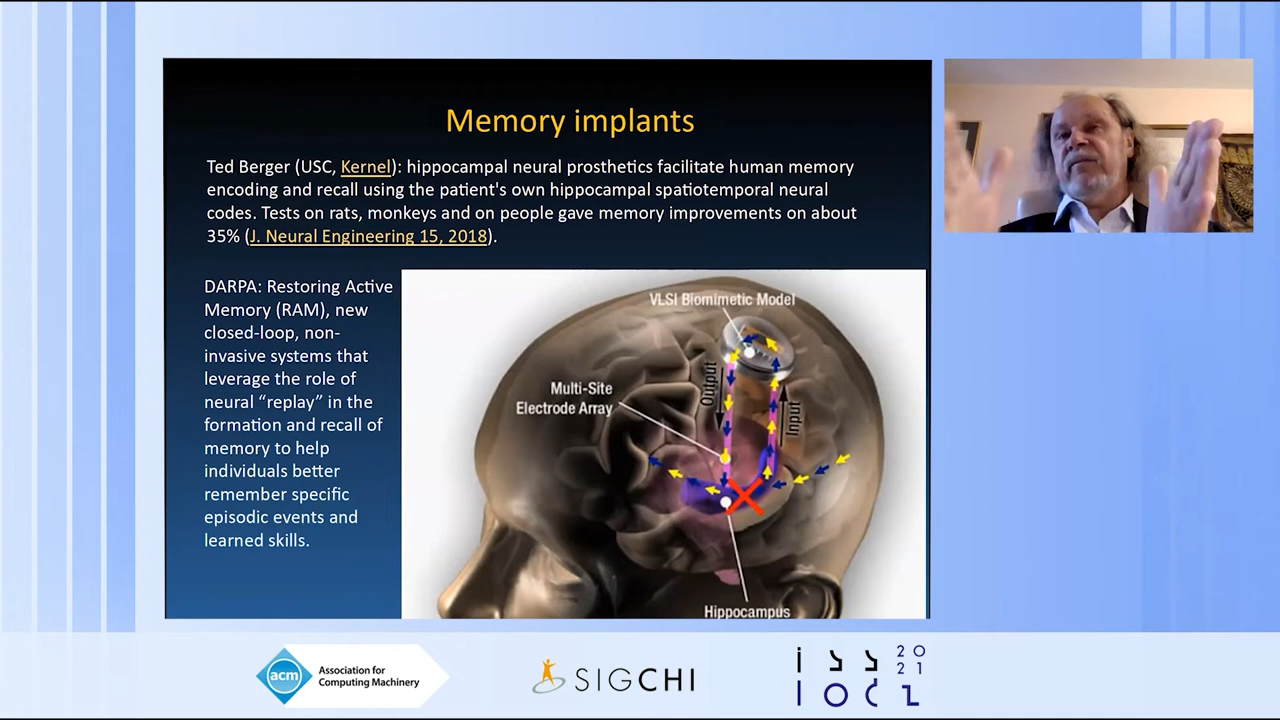 Memory implants
Ted Berger (USC, Kernel): hippocampal neural prosthetics facilitate human memory
encoding and recall using the patient's own hippocampal spatiotemporal neural
codes. Tests on rats, monkeys and on people gave memory improvements on about
35% (J. Neural Engineering 15, 2018).
DARPA: Restoring Active
Memory (RAM), new
closed-loop, non-
invasive systems that
leverage the role of
neural “replay” in the
formation and recall of
memory to help
individuals better
remember specific
episodic events and
learned skills.
VLSI Biomimetic Model
Multi-Site
Electrode Array
Output
Input
Hippocampus
acm
Association for
Computing Machinery
SIGCHI
ISS
20
21